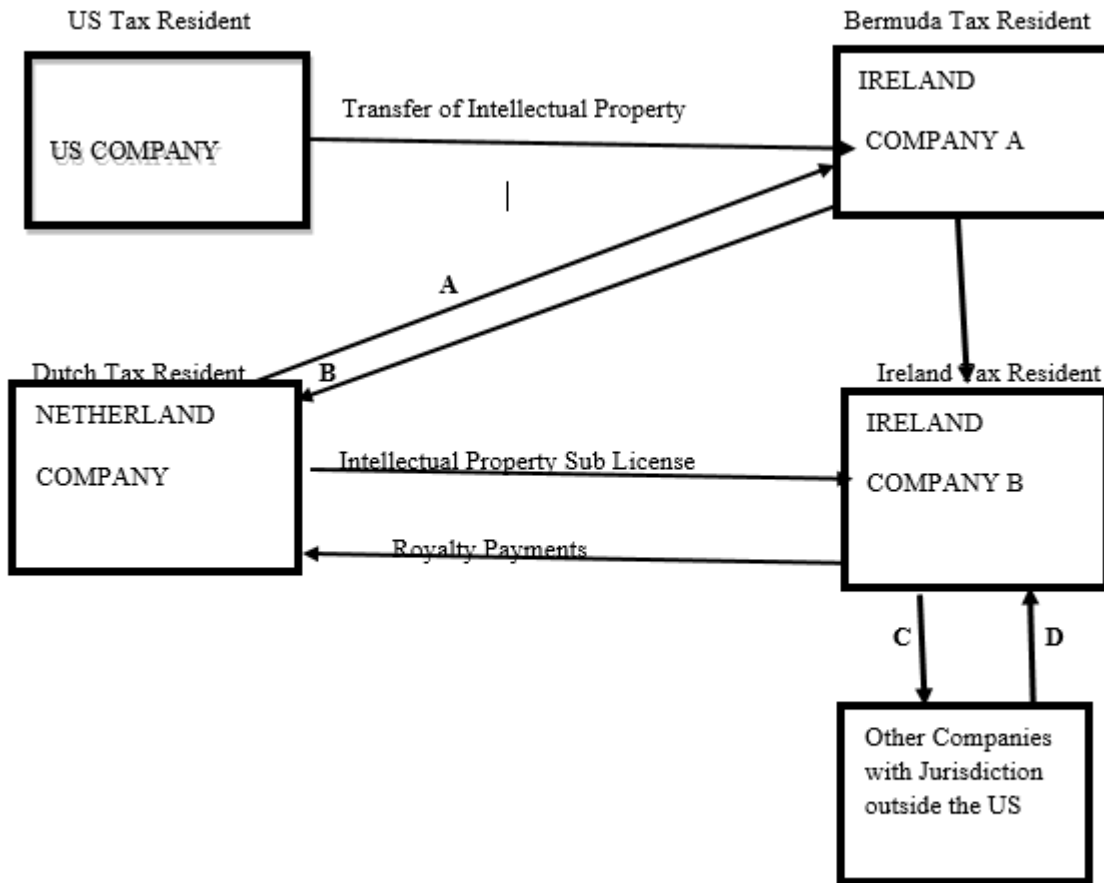 US Tax Resident
Bermuda Tax Resident
US COMPANY
Transfer of Intellectual Property
IRELAND
COMPANY A
A
B
Dutch Tax Resident
Ireland Tax Resident
NETHERLAND
COMPANY
Intellectual Property Sub License
Royalty Payments
IRELAND
COMPANY B
C
D
Other Companies
with Jurisdiction
outside the US